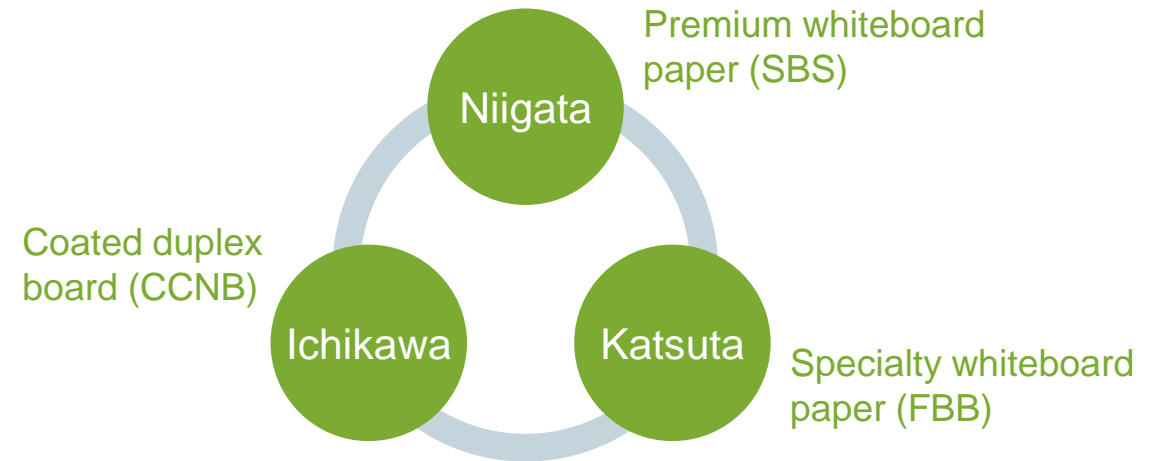 Premium whiteboard
paper (SBS)
Niigata
Coated duplex
board (CCNB)
Ichikawa
Katsuta
Specialty whiteboard
paper (FBB)